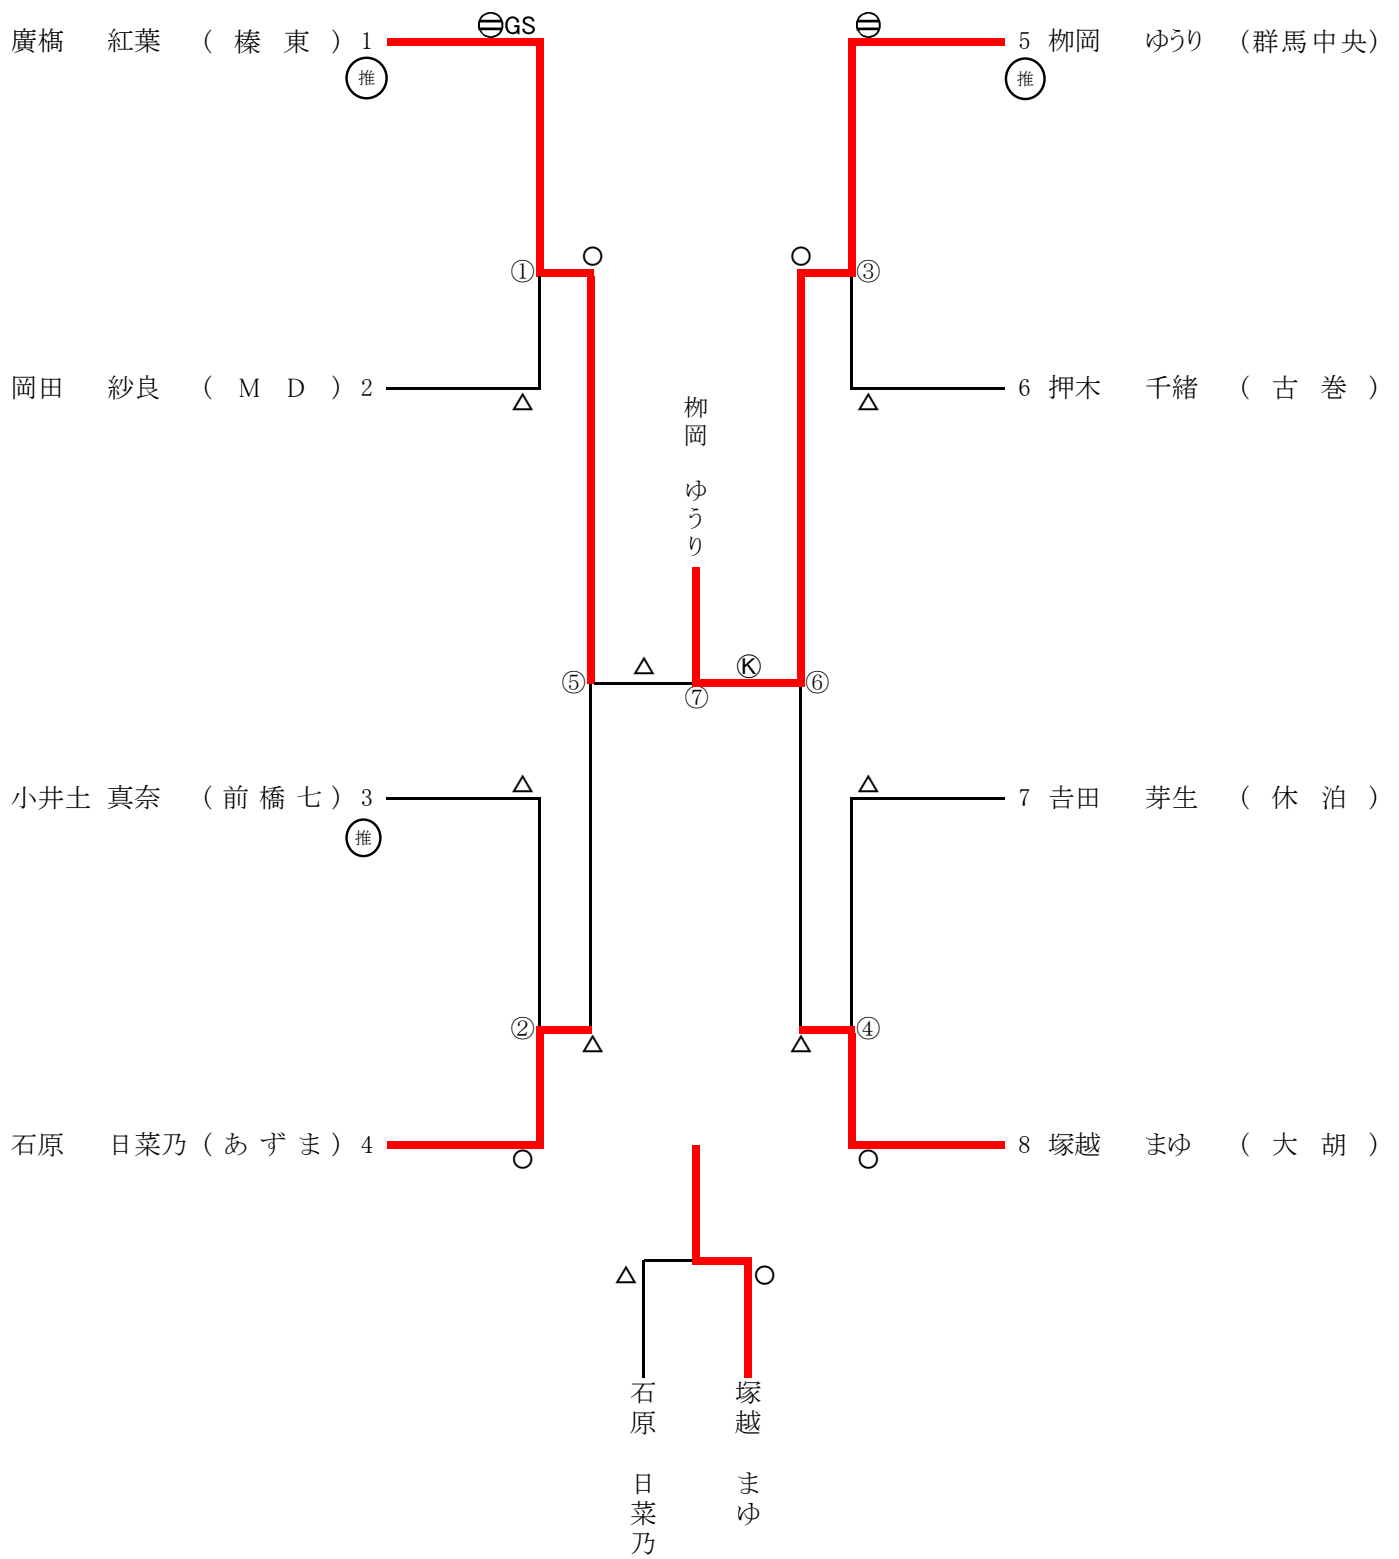 廣槗 紅葉 ( 榛 東 ) 1
推
⊜GS
岡田 紗良 ( M D ) 2
小井土 真奈 ( 前 橋 七 ) 3
推
石原 日菜乃 ( あ ず ま ) 4
5 栁岡 ゆうり (群馬中央)
推
6 押木 千緒 ( 古 巻 )
7 𠮷田 芽生 ( 休 泊 )
8 塚越 まゆ ( 大 胡 )
①
②
③
④
⑤
⑥
⑦
Ⓚ
栁岡 ゆうり
石原 日菜乃
塚越 まゆ